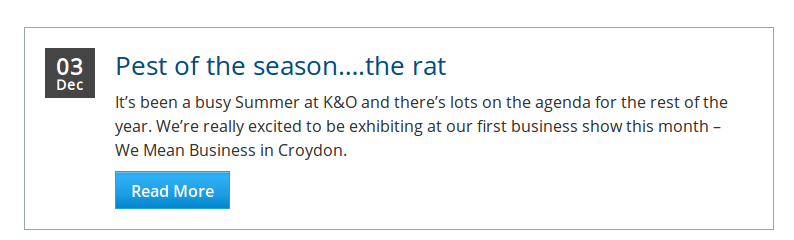 03
Dec
Pest of the season....the rat
It’s been a busy Summer at K&O and there’s lots on the agenda for the rest of the
year. We’re really excited to be exhibiting at our first business show this month –
We Mean Business in Croydon.
Read More